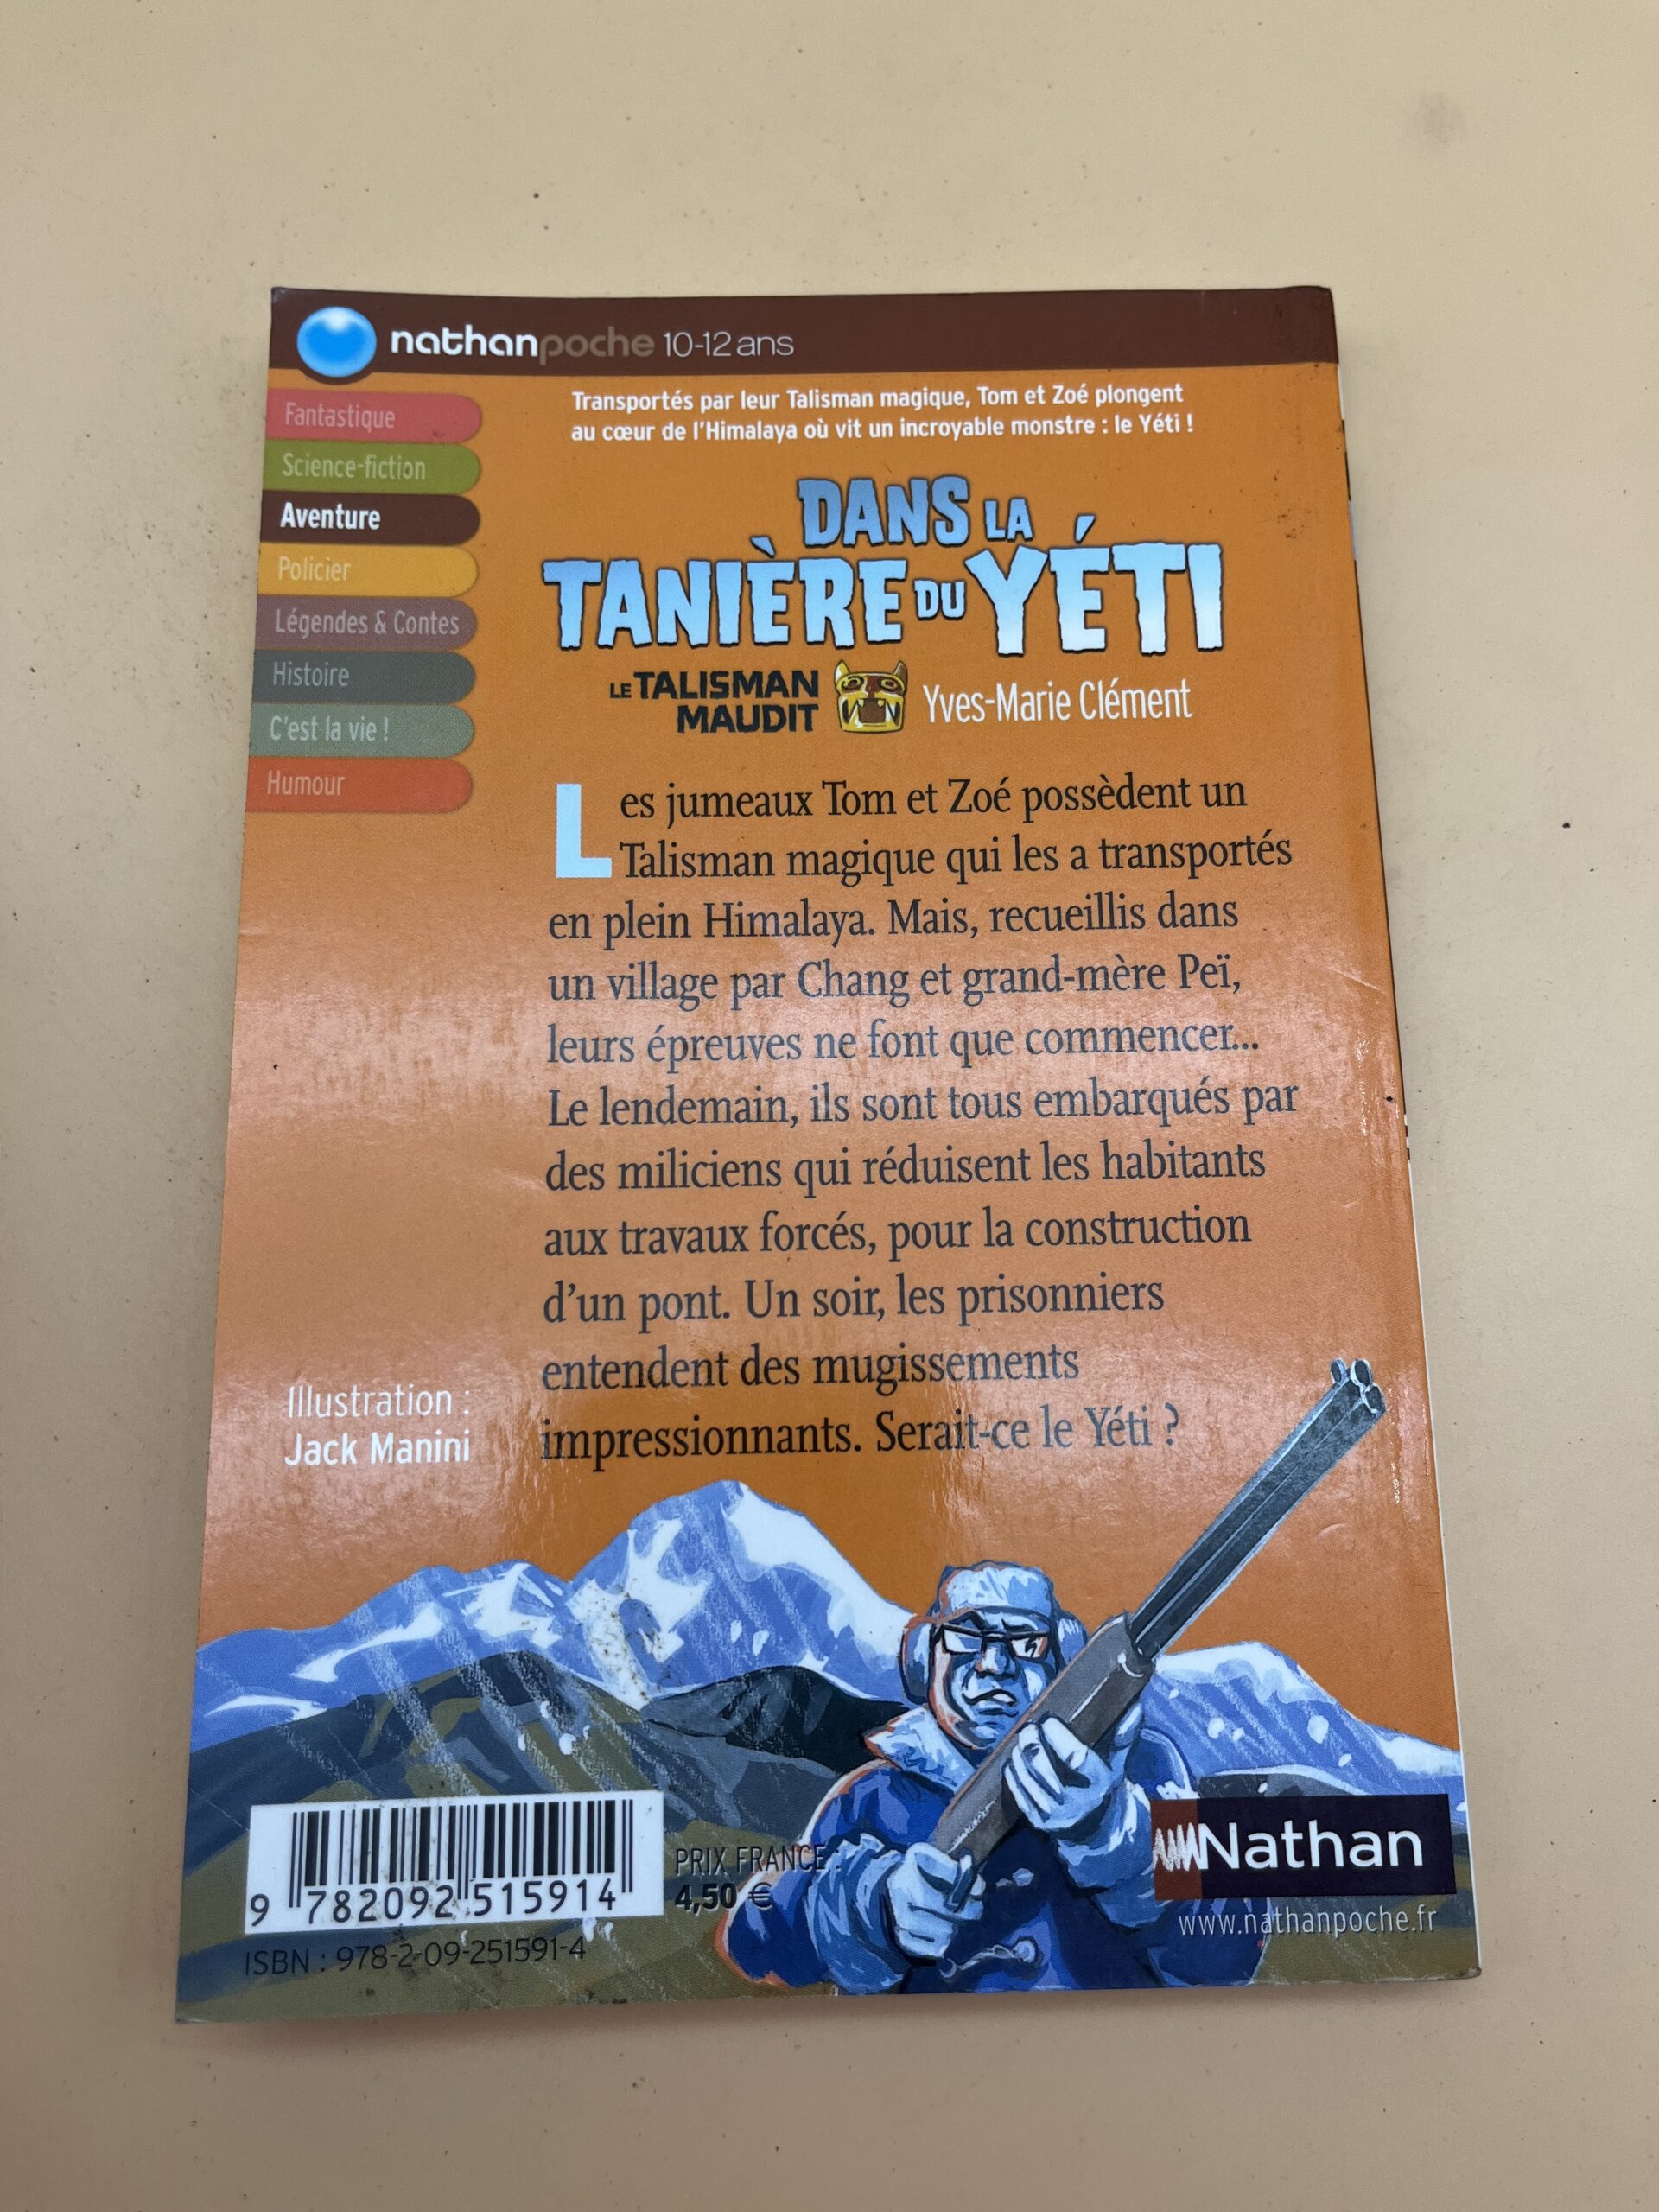 nathanpoche 10-12 ans
Fantastique
Science-fiction
Aventure
Policier
Légendes & Contes
Histoire
C'est la vie !
Humour
Transportés par leur Talisman magique, Tom et Zoé plongent
au cœur de l'Himalaya où vit un incroyable monstre : le Yéti !
DANS LA
TANIÈRE DU YÉTI
LE TALISMAN
MAUDIT
Yves-Marie Clément
Les jumeaux Tom et Zoé possèdent un
Talisman magique qui les a transportés
en plein Himalaya. Mais, recueillis dans
un village par Chang et grand-mère Peï,
leurs épreuves ne font que commencer...
Le lendemain, ils sont tous embarqués par
des miliciens qui réduisent les habitants
aux travaux forcés, pour la construction
d'un pont. Un soir, les prisonniers
entendent des mugissements
impressionnants. Serait-ce le Yéti ?
Illustration :
Jack Manini
9 782092 515914
ISBN : 978-2-09-251591-4
PRIX FRANCE :
4,50 €
Nathan
www.nathanpoche.fr